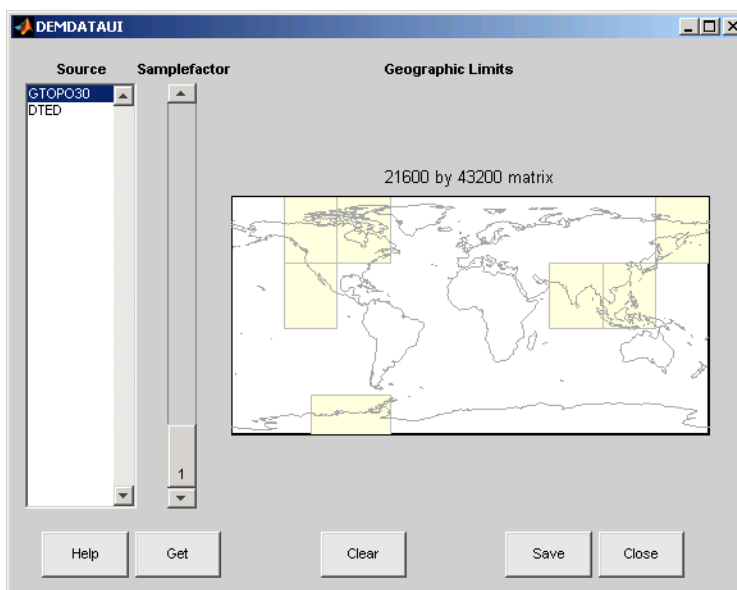 DEMDATAUI
Source Samplefactor Geographic Limits
GTOPO30
DTED
21600 by 43200 matrix
1
Help Get Clear Save Close